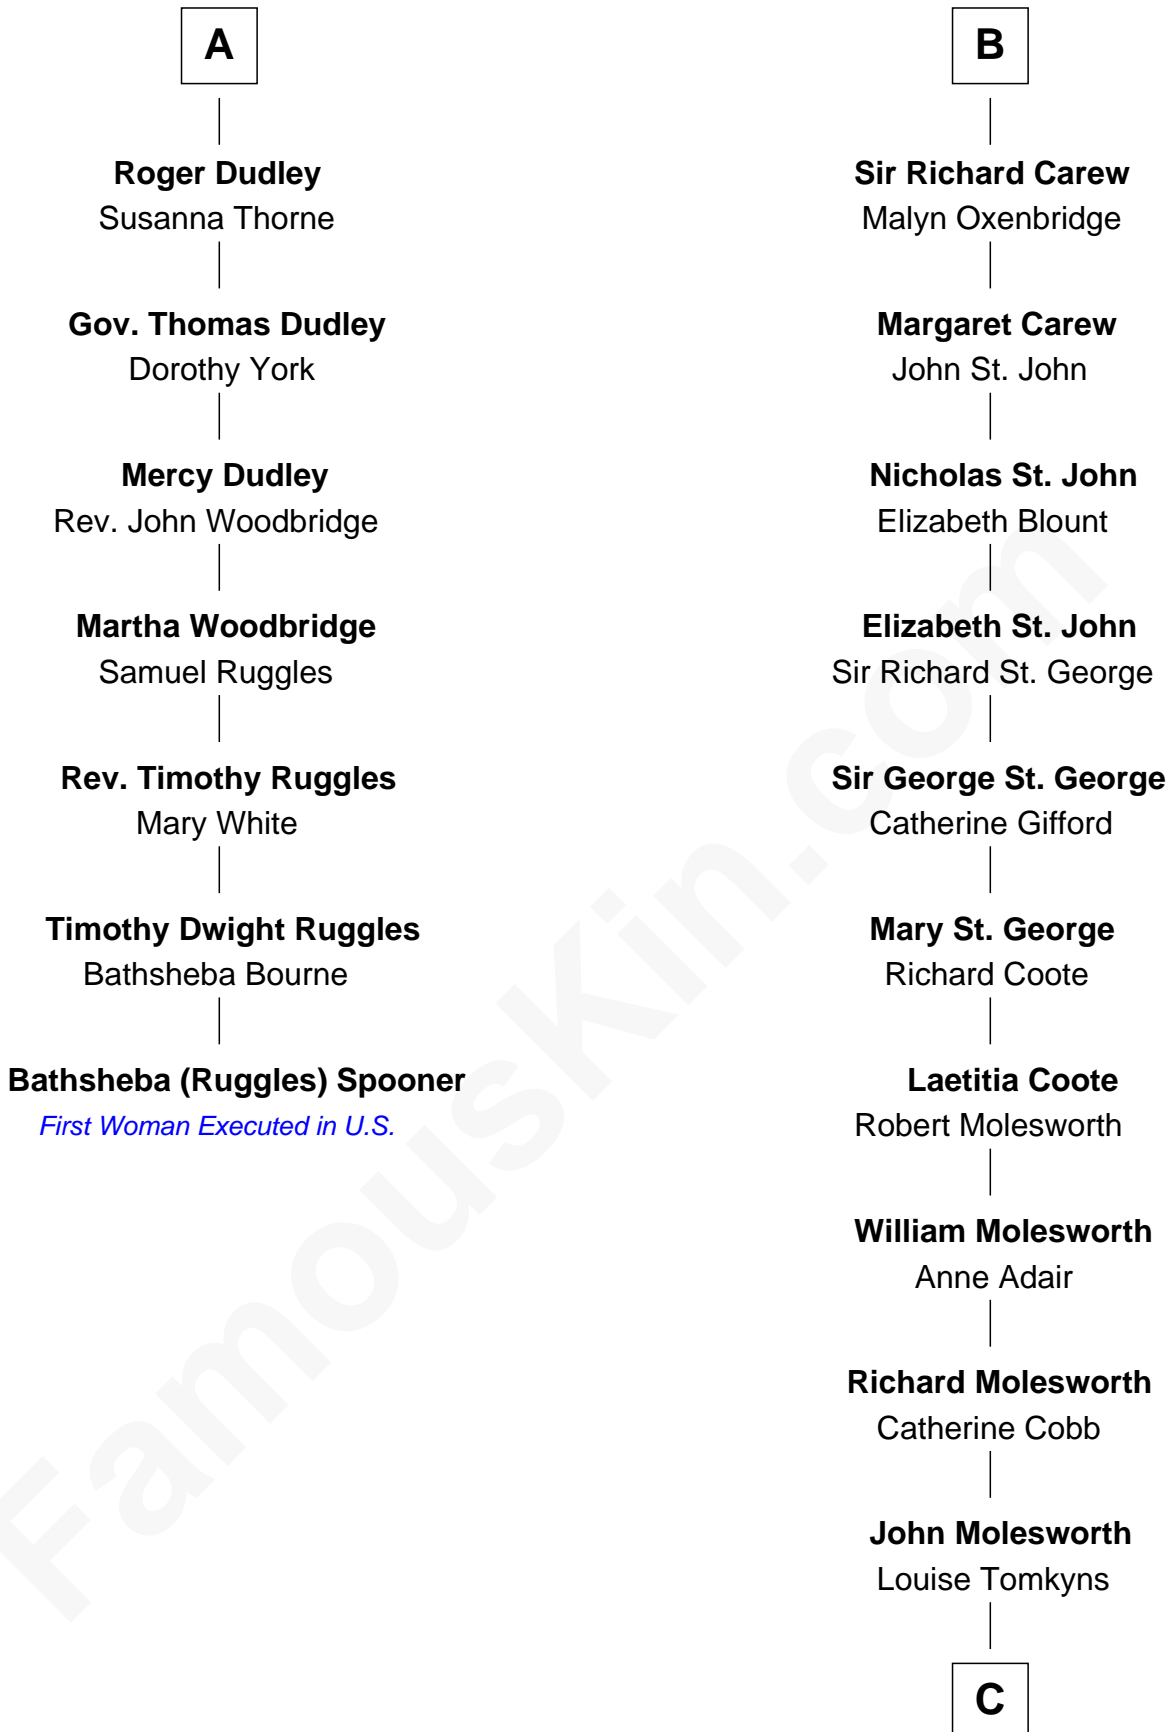 A
Roger Dudley
Susanna Thorne
Gov. Thomas Dudley
Dorothy York
Mercy Dudley
Rev. John Woodbridge
Martha Woodbridge
Samuel Ruggles
Rev. Timothy Ruggles
Mary White
Timothy Dwight Ruggles
Bathsheba Bourne
Bathsheba (Ruggles) Spooner
First Woman Executed in U.S.
B
Sir Richard Carew
Malyn Oxenbridge
Margaret Carew
John St. John
Nicholas St. John
Elizabeth Blount
Elizabeth St. John
Sir Richard St. George
Sir George St. George
Catherine Gifford
Mary St. George
Richard Coote
Laetitia Coote
Robert Molesworth
William Molesworth
Anne Adair
Richard Molesworth
Catherine Cobb
John Molesworth
Louise Tomkyns
C
FamousKin.com